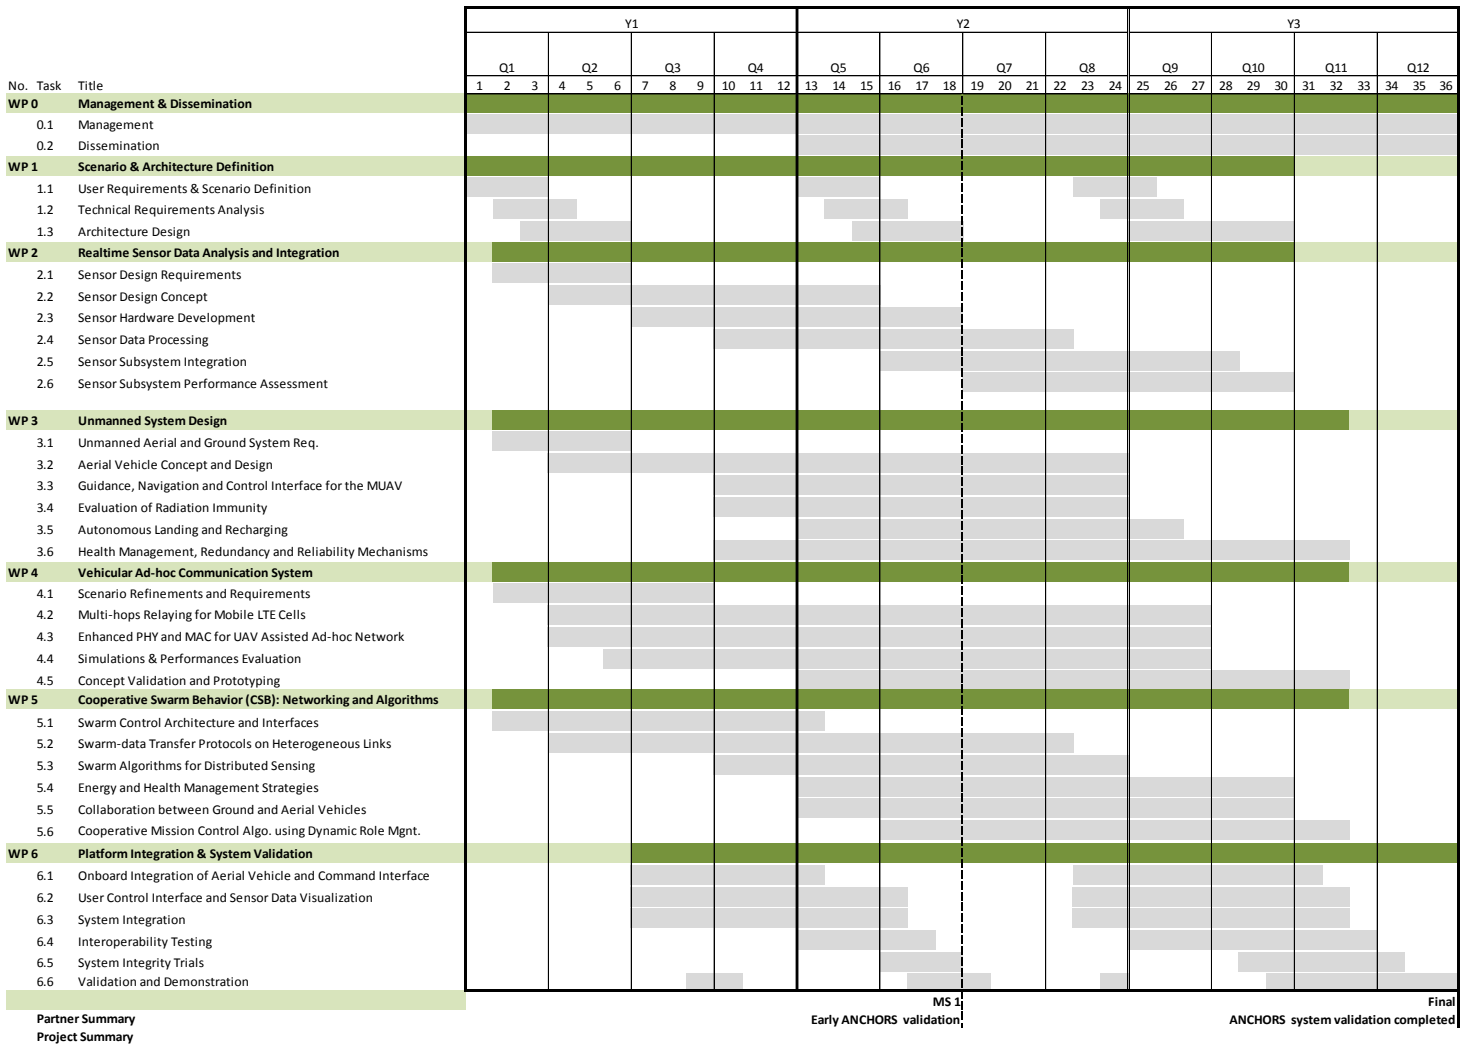 Y1 Y2 Y3
Q1 Q2 Q3 Q4 Q5 Q6 Q7 Q8 Q9 Q10 Q11 Q12
No. Task Title 1 2 3 4 5 6 7 8 9 10 11 12 13 14 15 16 17 18 19 20 21 22 23 24 25 26 27 28 29 30 31 32 33 34 35 36
WP 0 Management & Dissemination
0.1 Management
0.2 Dissemination
WP 1 Scenario & Architecture Definition
1.1 User Requirements & Scenario Definition
1.2 Technical Requirements Analysis
1.3 Architecture Design
WP 2 Realtime Sensor Data Analysis and Integration
2.1 Sensor Design Requirements
2.2 Sensor Design Concept
2.3 Sensor Hardware Development
2.4 Sensor Data Processing
2.5 Sensor Subsystem Integration
2.6 Sensor Subsystem Performance Assessment
WP 3 Unmanned System Design
3.1 Unmanned Aerial and Ground System Req.
3.2 Aerial Vehicle Concept and Design
3.3 Guidance, Navigation and Control Interface for the MUAV
3.4 Evaluation of Radiation Immunity
3.5 Autonomous Landing and Recharging
3.6 Health Management, Redundancy and Reliability Mechanisms
WP 4 Vehicular Ad-hoc Communication System
4.1 Scenario Refinements and Requirements
4.2 Multi-hops Relaying for Mobile LTE Cells
4.3 Enhanced PHY and MAC for UAV Assisted Ad-hoc Network
4.4 Simulations & Performances Evaluation
4.5 Concept Validation and Prototyping
WP 5 Cooperative Swarm Behavior (CSB): Networking and Algorithms
5.1 Swarm Control Architecture and Interfaces
5.2 Swarm-data Transfer Protocols on Heterogeneous Links
5.3 Swarm Algorithms for Distributed Sensing
5.4 Energy and Health Management Strategies
5.5 Collaboration between Ground and Aerial Vehicles
5.6 Cooperative Mission Control Algo. using Dynamic Role Mgnt.
WP 6 Platform Integration & System Validation
6.1 Onboard Integration of Aerial Vehicle and Command Interface
6.2 User Control Interface and Sensor Data Visualization
6.3 System Integration
6.4 Interoperability Testing
6.5 System Integrity Trials
6.6 Validation and Demonstration
MS 1 Final
Partner Summary Early ANCHORS validation ANCHORS system validation completed
Project Summary